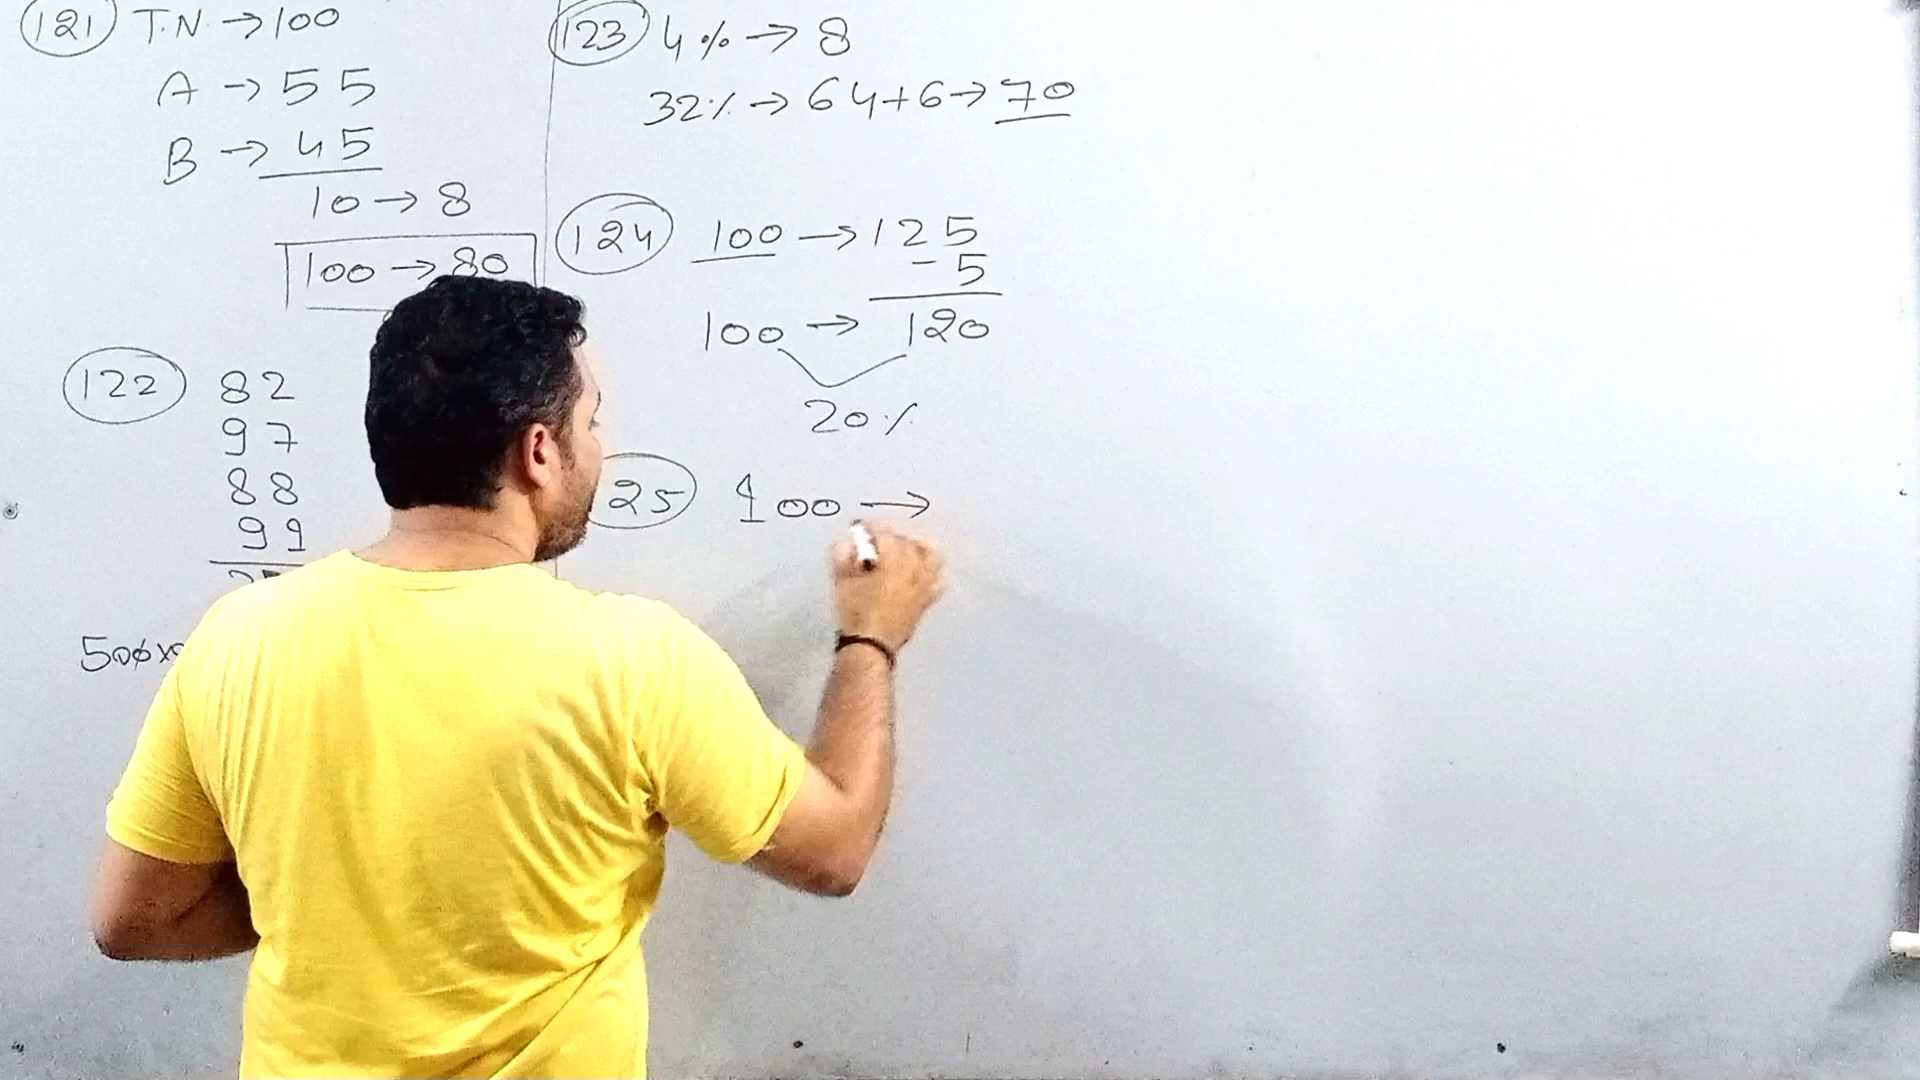 121 T.N. → 100
A → 55
B → 45
10 → 8
100 → 80
122 82
97
88
99
123 4% → 8
32% → 64+6 → 70
124 100 → 125
-5
100 → 120
20%
25 100 →